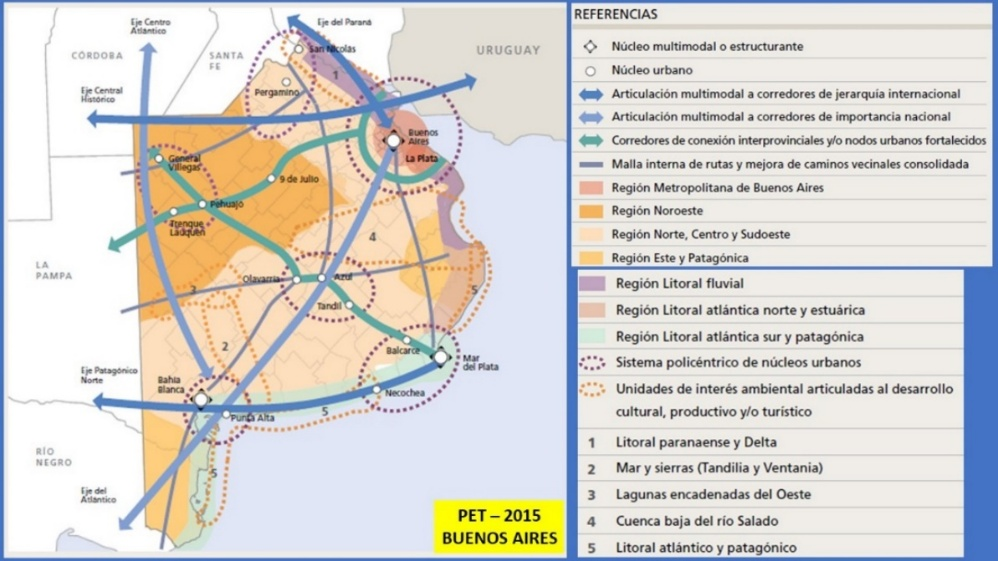 Eje Centro
Atlántico
Eje del Paraná
CÓRDOBA
SANTA
FE
San Nicolás
URUGUAY
1
Pergamino
Eje Central
Histórico
Buenos
Aires
La Plata
General
Villegas
9 de Julio
Pehuajó
Trenque
Lauquen
4
LA
PAMPA
Olavarría
Azul
3
5
Tandil
2
Balcarce
Mar
del Plata
Eje Patagónico
Norte
Bahía
Blanca
Necochea
5
Punta Alta
RÍO
NEGRO
5
Eje del
Atlántico
PET – 2015
BUENOS AIRES
REFERENCIAS
Núcleo multimodal o estructurante
Núcleo urbano
Articulación multimodal a corredores de jerarquía internacional
Articulación multimodal a corredores de importancia nacional
Corredores de conexión interprovinciales y/o nodos urbanos fortalecidos
Malla interna de rutas y mejora de caminos vecinales consolidada
Región Metropolitana de Buenos Aires
Región Noroeste
Región Norte, Centro y Sudoeste
Región Este y Patagónica
Región Litoral fluvial
Región Litoral atlántica norte y estuárica
Región Litoral atlántica sur y patagónica
Sistema policéntrico de núcleos urbanos
Unidades de interés ambiental articuladas al desarrollo
cultural, productivo y/o turístico
1 Litoral paranaense y Delta
2 Mar y sierras (Tandilia y Ventania)
3 Lagunas encadenadas del Oeste
4 Cuenca baja del río Salado
5 Litoral atlántico y patagónico